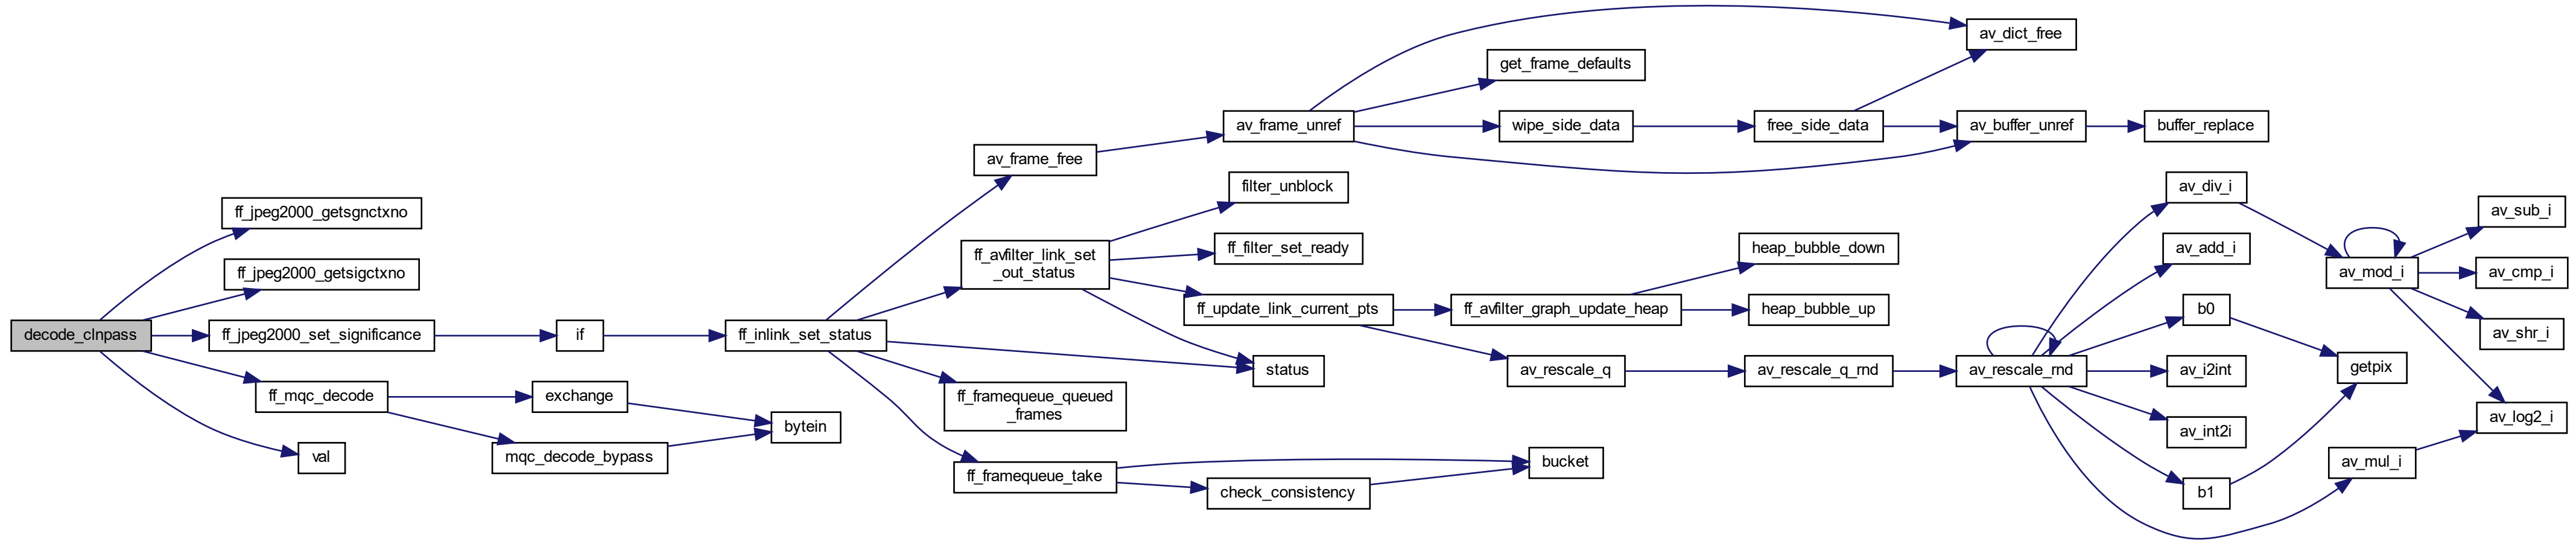 decode_clnpass
ff_jpeg2000_getsgnctxno
ff_jpeg2000_getsigctxno
ff_jpeg2000_set_significance
ff_mqc_decode
val
if
exchange
mqc_decode_bypass
bytein
ff_inlink_set_status
av_frame_free
ff_avfilter_link_set
_out_status
ff_framequeue_queued
_frames
ff_framequeue_take
av_frame_unref
filter_unblock
ff_filter_set_ready
ff_update_link_current_pts
status
check_consistency
bucket
get_frame_defaults
wipe_side_data
ff_avfilter_graph_update_heap
av_rescale_q
free_side_data
heap_bubble_down
heap_bubble_up
av_rescale_q_rnd
av_dict_free
av_buffer_unref
buffer_replace
av_rescale_rnd
av_div_i
av_add_i
b0
av_i2int
av_int2i
b1
av_mod_i
getpix
av_mul_i
av_sub_i
av_cmp_i
av_shr_i
av_log2_i